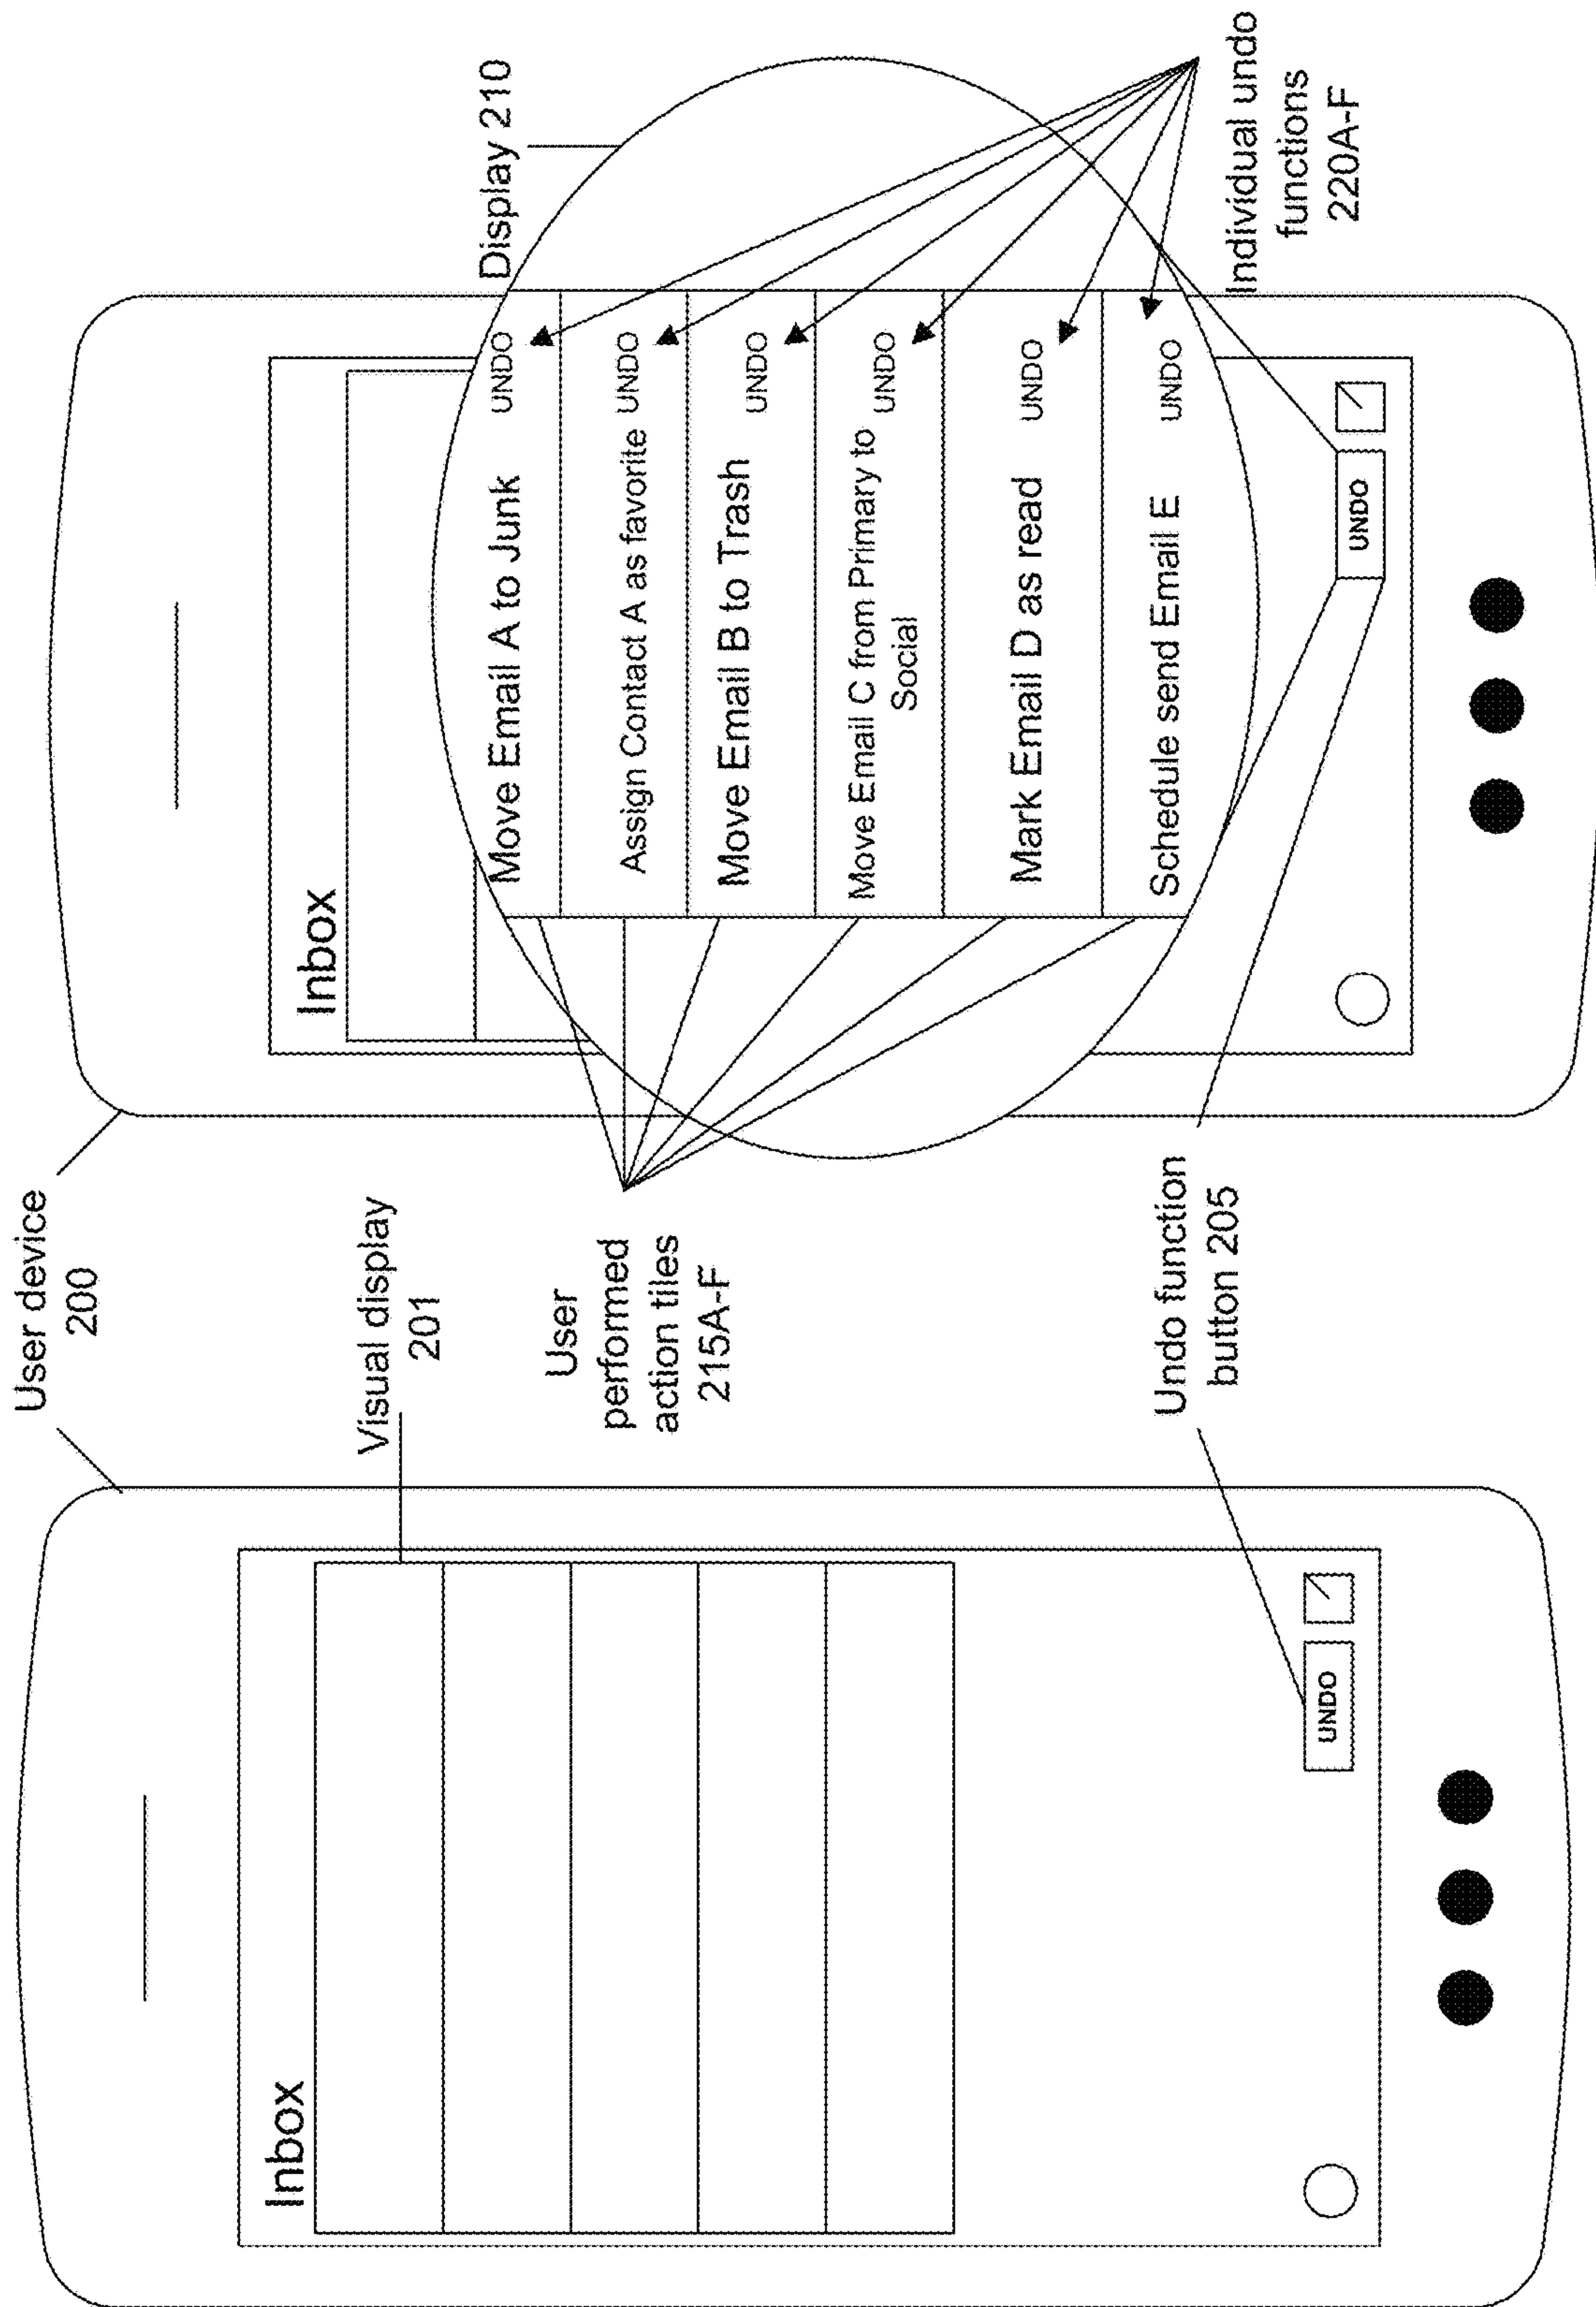 User device
200
Inbox
Visual display
201
UNDO
User
performed
action tiles
215A-F
Undo function
button 205
Inbox
Display 210
Move Email A to Junk UNDO
Assign Contact A as favorite UNDO
Move Email B to Trash UNDO
Move Email C from Primary to UNDO
Social
Mark Email D as read UNDO
Schedule send Email E UNDO
UNDO
Individual undo
functions
220A-F